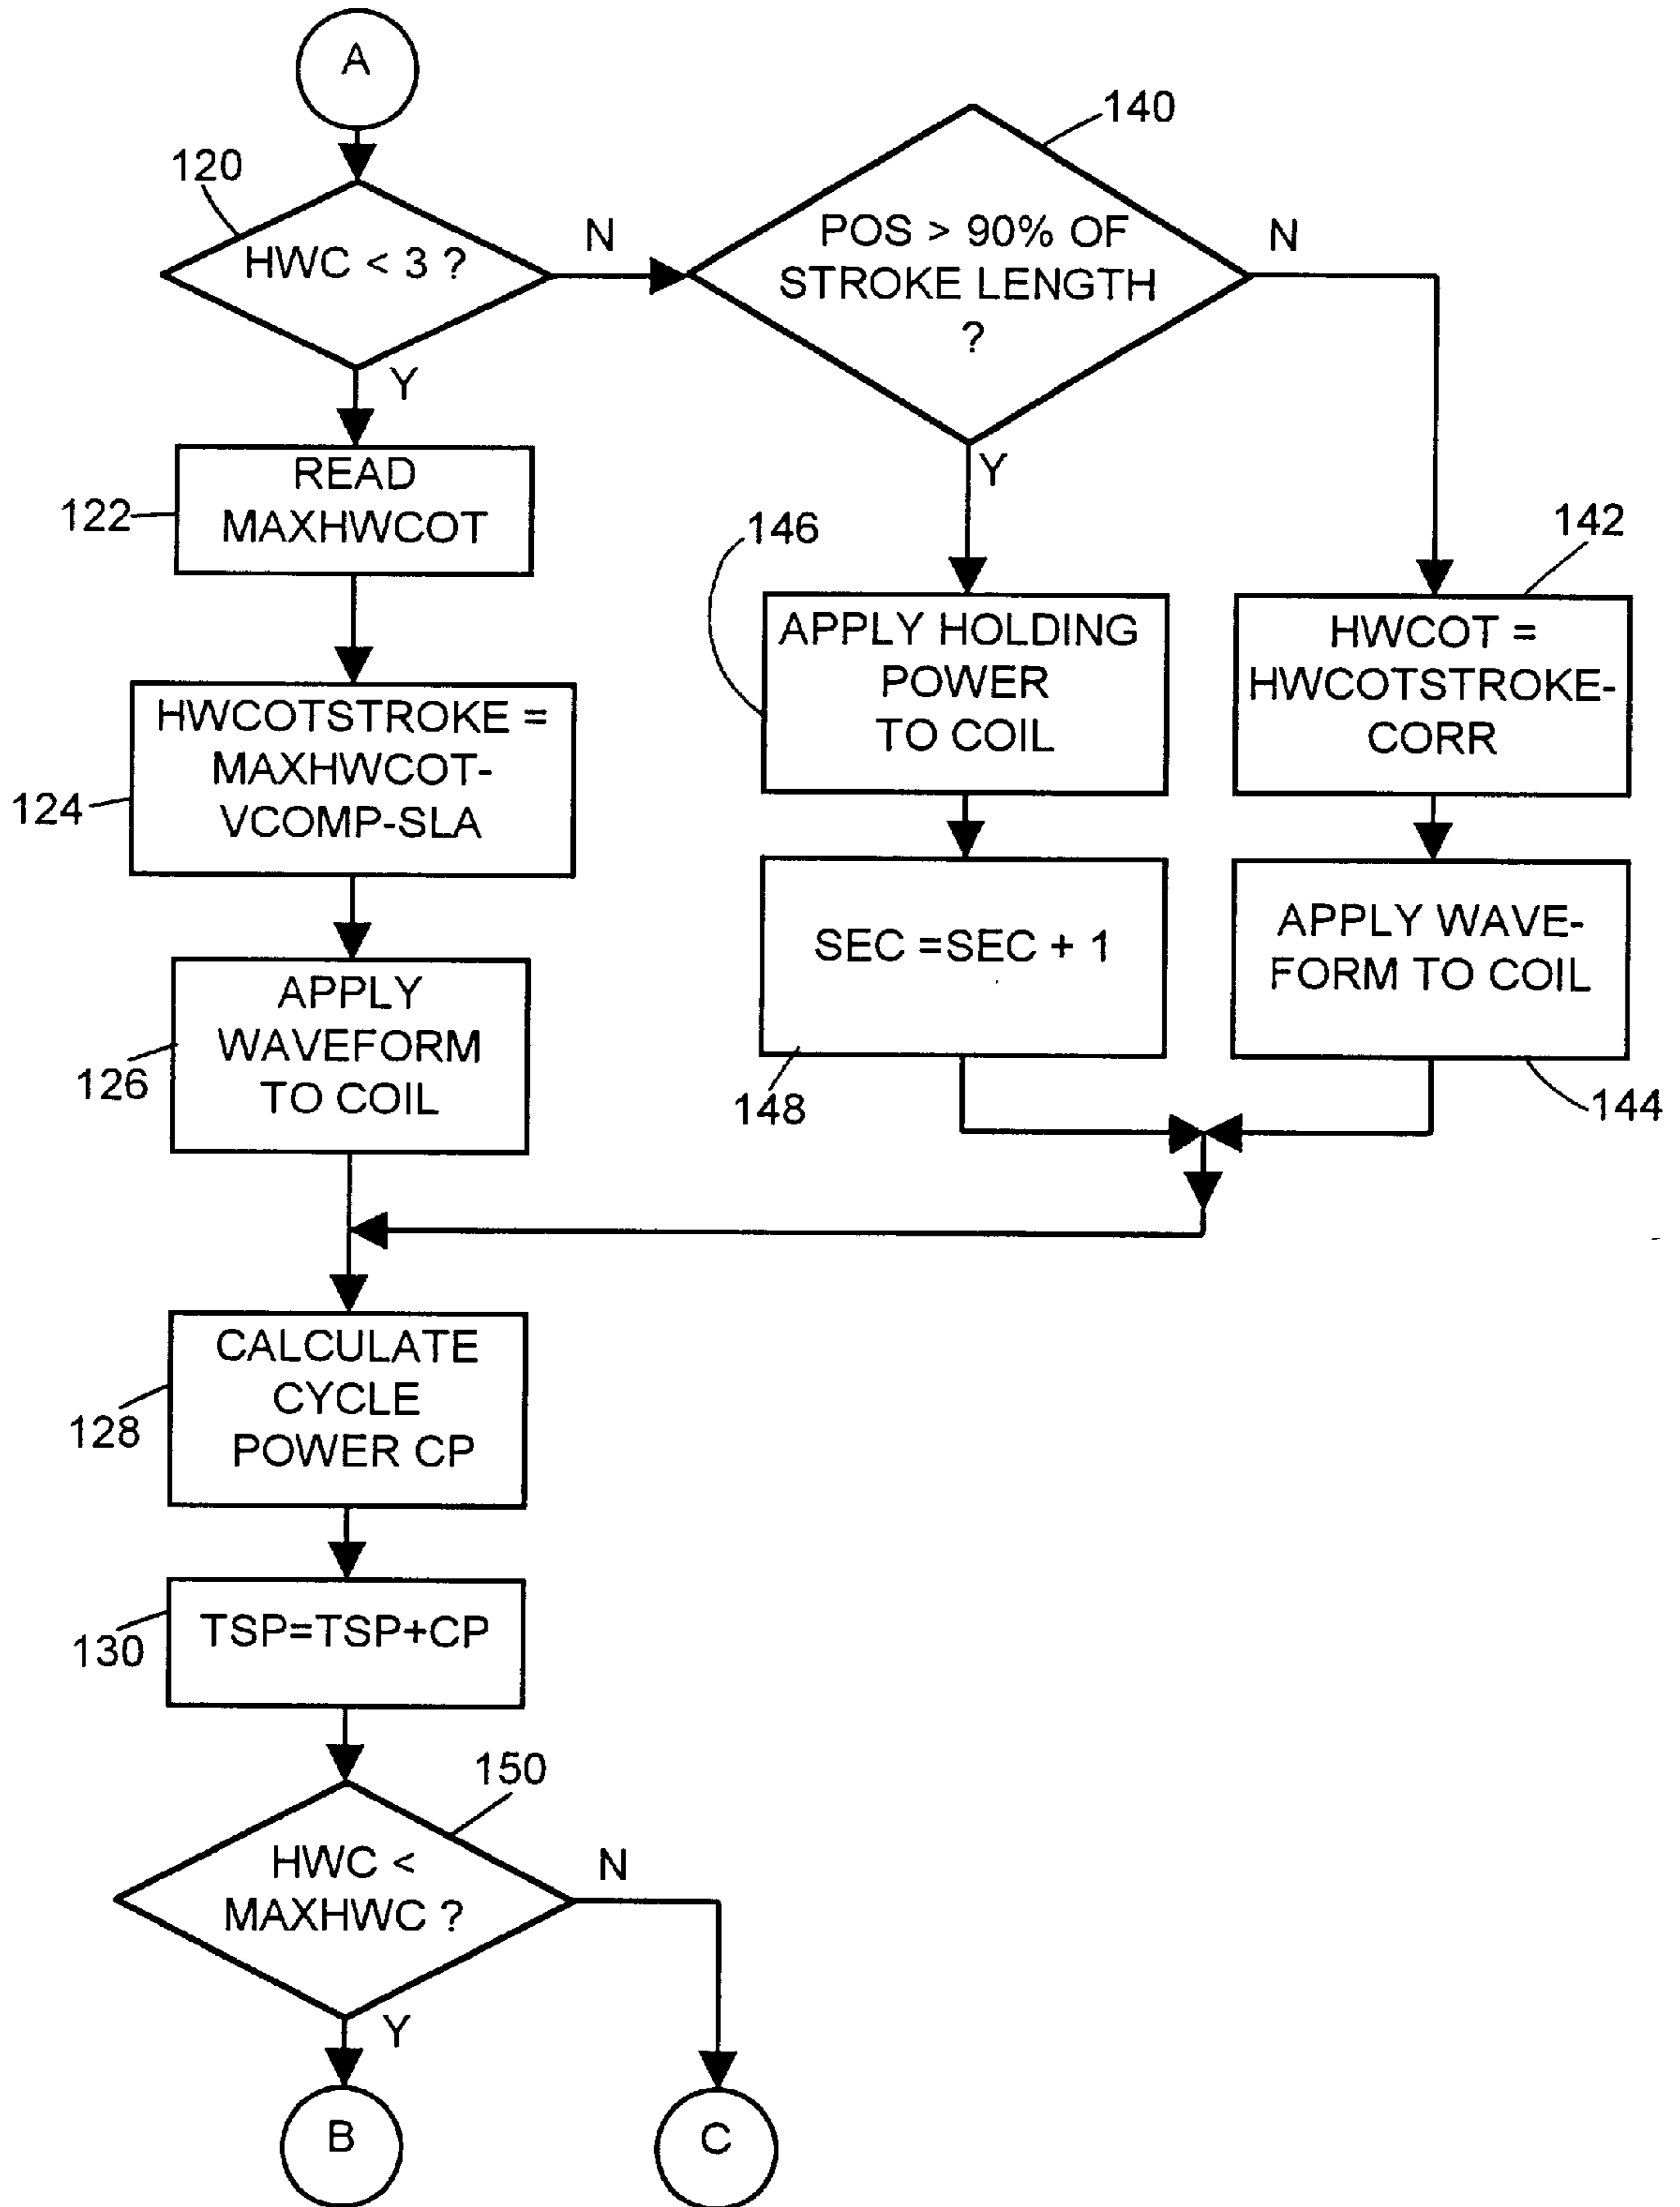 A
120
HWC < 3 ?
N
Y
140
POS > 90% OF
STROKE LENGTH
?
N
Y
122
READ
MAXHWCOT
124
HWCOTSTROKE =
MAXHWCOT-
VCOMP-SLA
126
APPLY
WAVEFORM
TO COIL
146
APPLY HOLDING
POWER
TO COIL
148
SEC =SEC + 1
142
HWCOT =
HWCOTSTROKE-
CORR
144
APPLY WAVE-
FORM TO COIL
128
CALCULATE
CYCLE
POWER CP
130
TSP=TSP+CP
150
HWC <
MAXHWC ?
N
Y
B
C